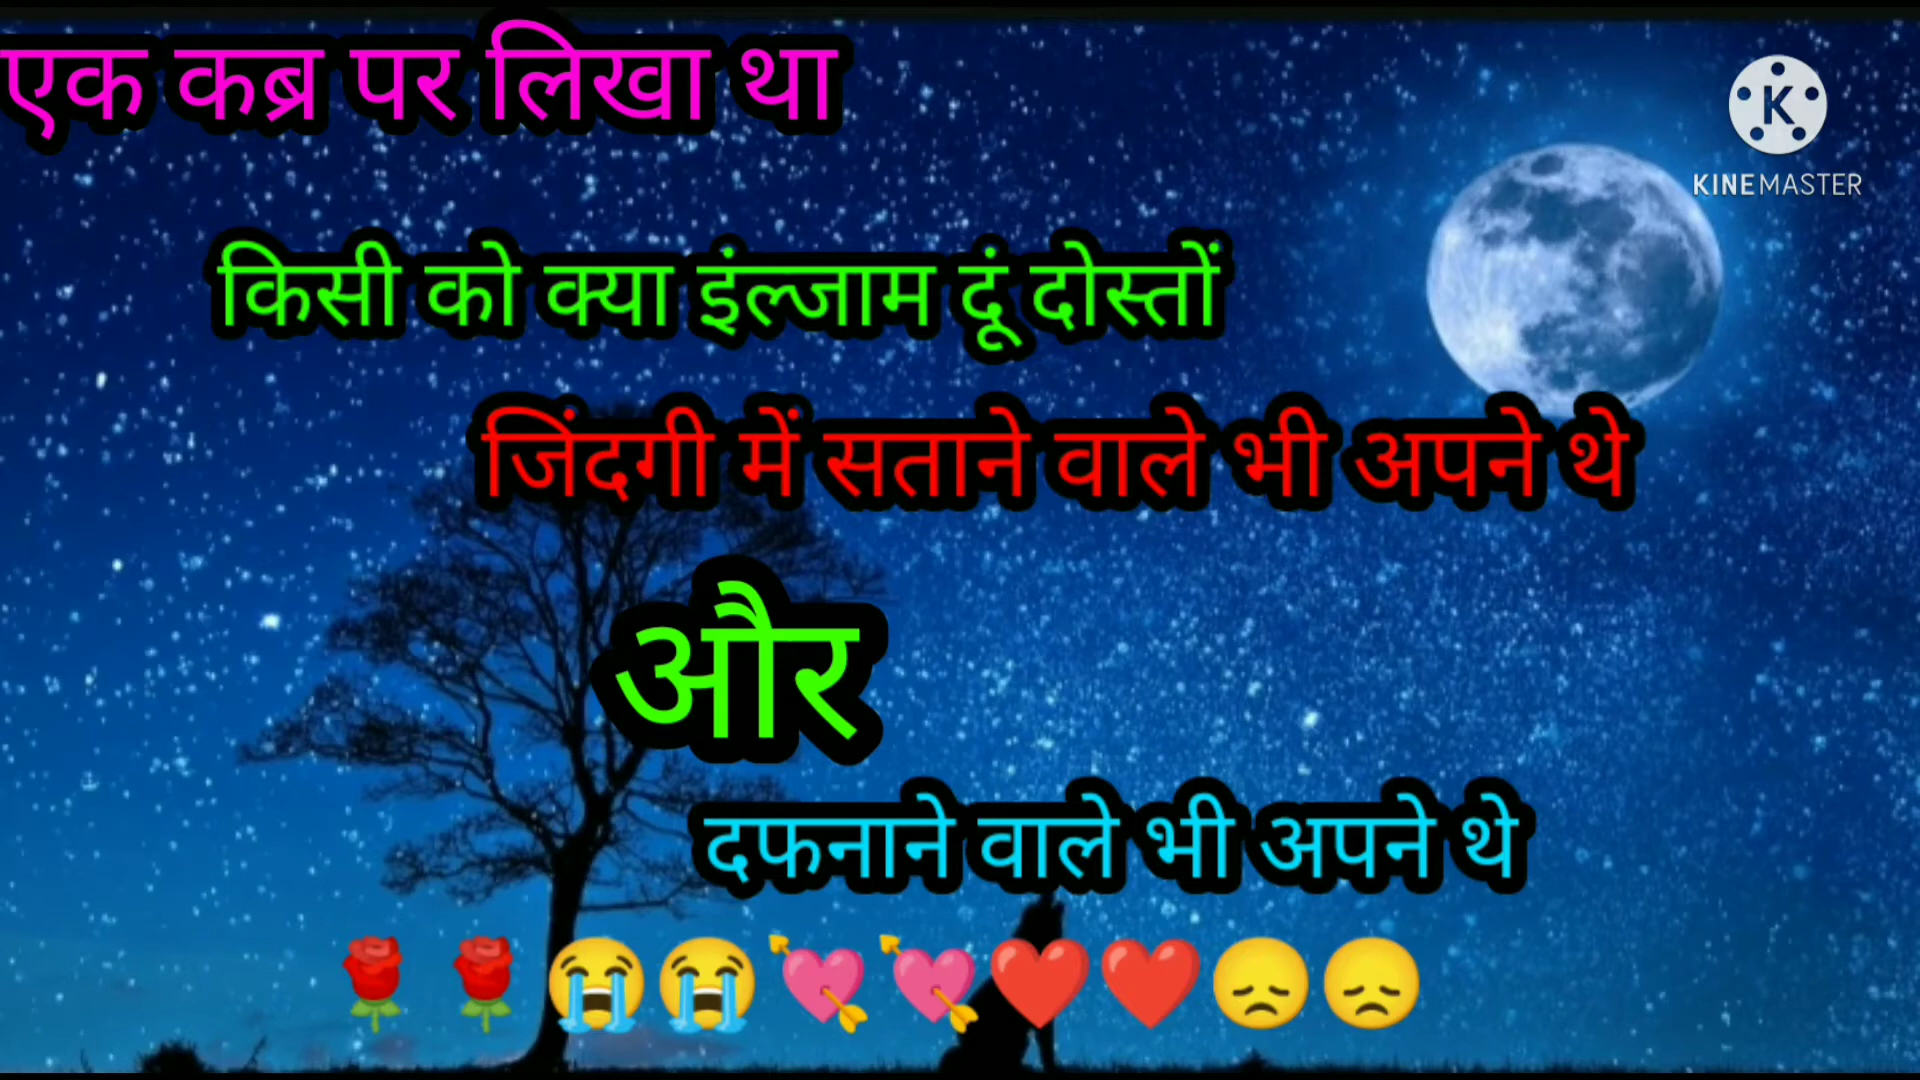 एक कब्र पर लिखा था
K
KINEMASTER
किसी को क्या इंल्जाम दूं दोस्तों
जिंदगी में सताने वाले भी अपने थे
और
दफनाने वाले भी अपने थे
🌹🌹😭😭💘💘❤️❤️😞😞